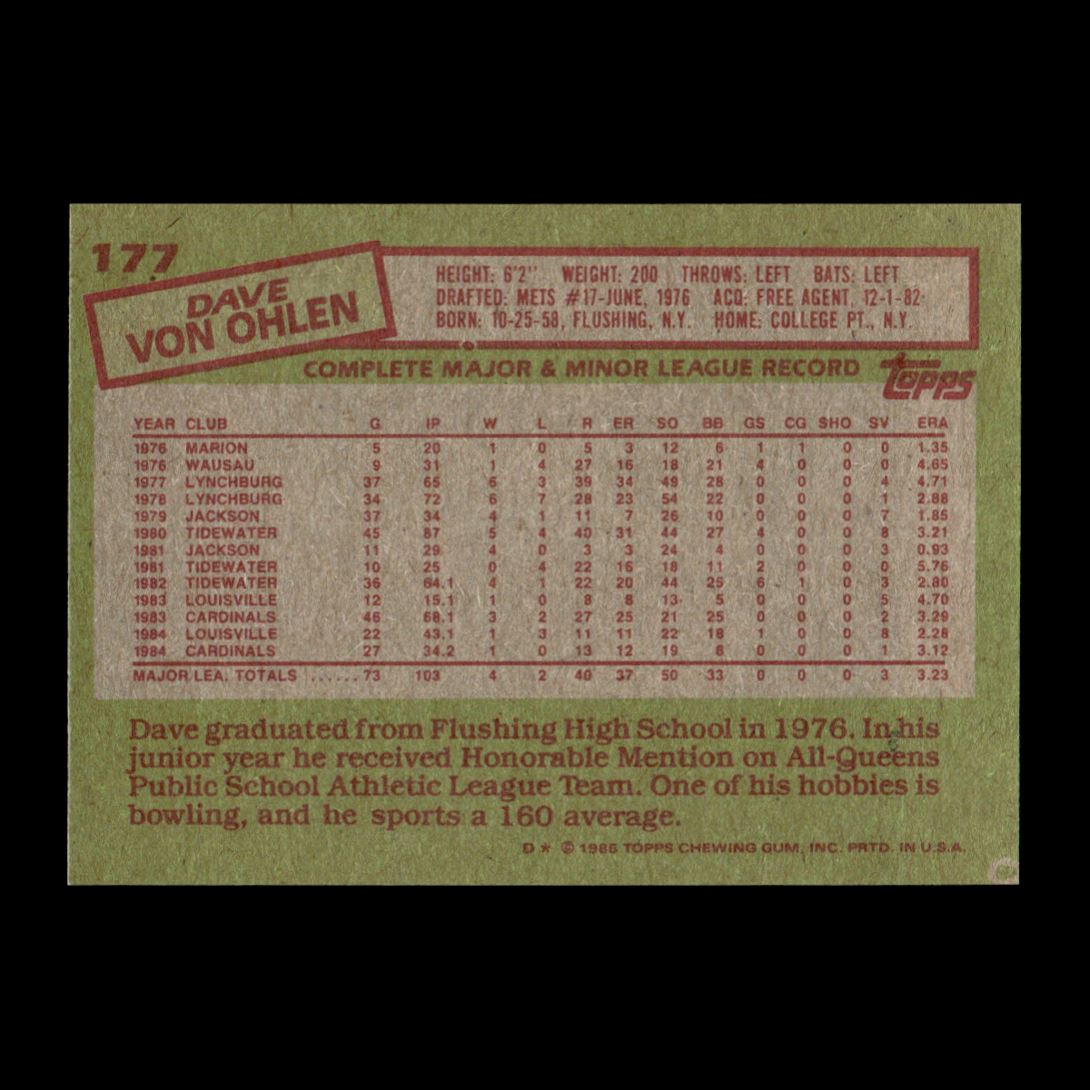 177
DAVE
VON OHLEN
HEIGHT: 6'2" WEIGHT: 200 THROWS: LEFT BATS: LEFT
DRAFTED: METS #17-JUNE, 1976 ACQ: FREE AGENT, 12-1-82
BORN: 10-25-58, FLUSHING, N.Y. HOME: COLLEGE PT., N.Y.
COMPLETE MAJOR & MINOR LEAGUE RECORD
Topps
YEAR CLUB G IP W L R ER SO BB GS CG SHO SV ERA
1976 MARION 5 20 1 0 5 3 12 6 1 1 0 0 1.35
1976 WAUSAU 9 31 1 4 27 16 18 21 4 0 0 0 4.65
1977 LYNCHBURG 37 65 6 3 39 34 49 28 0 0 0 4 4.71
1978 LYNCHBURG 34 72 6 7 28 23 54 22 0 0 0 1 2.88
1979 JACKSON 37 34 4 1 11 7 26 10 0 0 0 7 1.85
1980 TIDEWATER 45 87 5 4 40 31 44 27 4 0 0 8 3.21
1981 JACKSON 11 29 4 0 3 3 24 4 0 0 0 3 0.93
1981 TIDEWATER 10 25 0 4 22 16 18 11 2 0 0 0 5.76
1982 TIDEWATER 36 64.1 4 1 22 20 44 25 6 1 0 3 2.80
1983 LOUISVILLE 12 15.1 1 0 8 8 13 5 0 0 0 5 4.70
1983 CARDINALS 46 68.1 3 2 27 25 21 25 0 0 0 2 3.29
1984 LOUISVILLE 22 43.1 1 3 11 11 22 18 1 0 0 8 2.28
1984 CARDINALS 27 34.2 1 0 13 12 19 8 0 0 0 1 3.12
MAJOR LEA. TOTALS ......73 103 4 2 40 37 50 33 0 0 0 3 3.23
Dave graduated from Flushing High School in 1976. In his
junior year he received Honorable Mention on All-Queens
Public School Athletic League Team. One of his hobbies is
bowling, and he sports a 160 average.
D * © 1985 TOPPS CHEWING GUM, INC. PRTD. IN U.S.A.